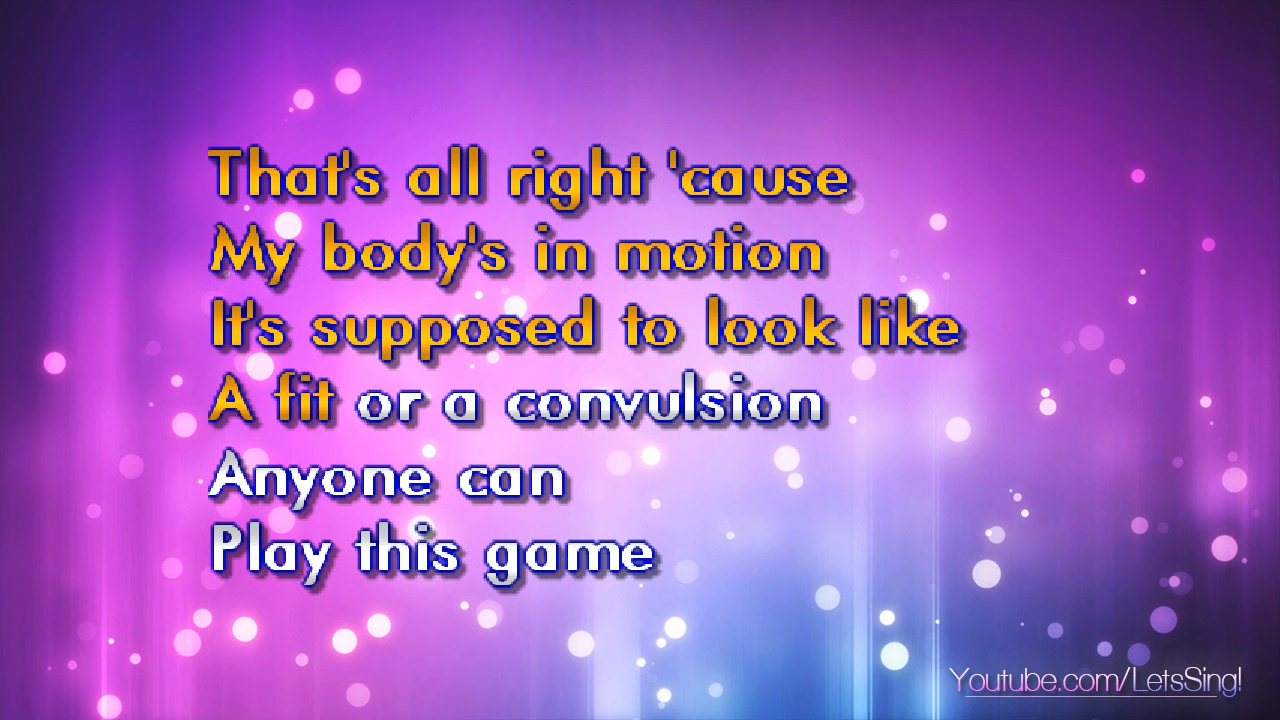 That's all right 'cause
My body's in motion
It's supposed to look like
A fit or a convulsion
Anyone can
Play this game
Youtube.com/LetsSing!